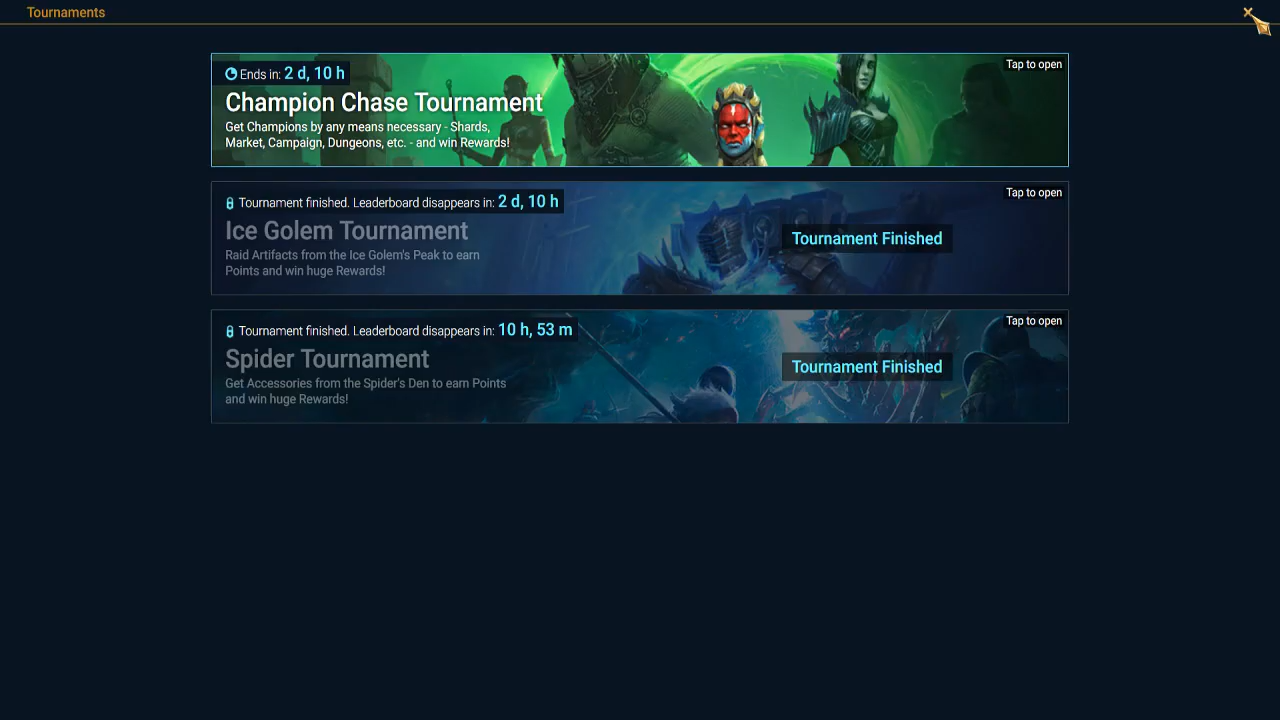 Tournaments
Ends in: 2 d, 10 h
Tap to open
Champion Chase Tournament
Get Champions by any means necessary - Shards,
Market, Campaign, Dungeons, etc. - and win Rewards!
Tournament finished. Leaderboard disappears in: 2 d, 10 h
Tap to open
Ice Golem Tournament
Tournament Finished
Raid Artifacts from the Ice Golem's Peak to earn
Points and win huge Rewards!
Tournament finished. Leaderboard disappears in: 10 h, 53 m
Tap to open
Spider Tournament
Tournament Finished
Get Accessories from the Spider's Den to earn Points
and win huge Rewards!